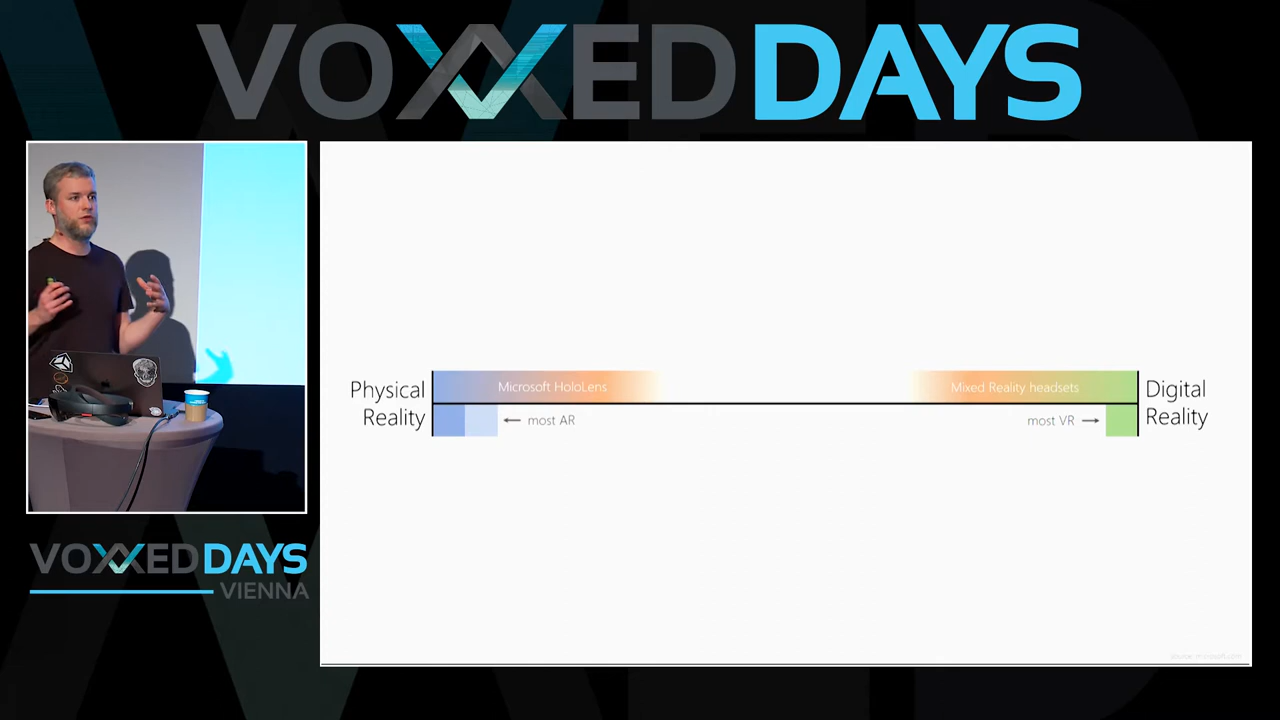 VOXXED DAYS
Physical
Reality
Microsoft HoloLens
← most AR
Mixed Reality headsets
most VR →
Digital
Reality
VOXXED DAYS
VIENNA